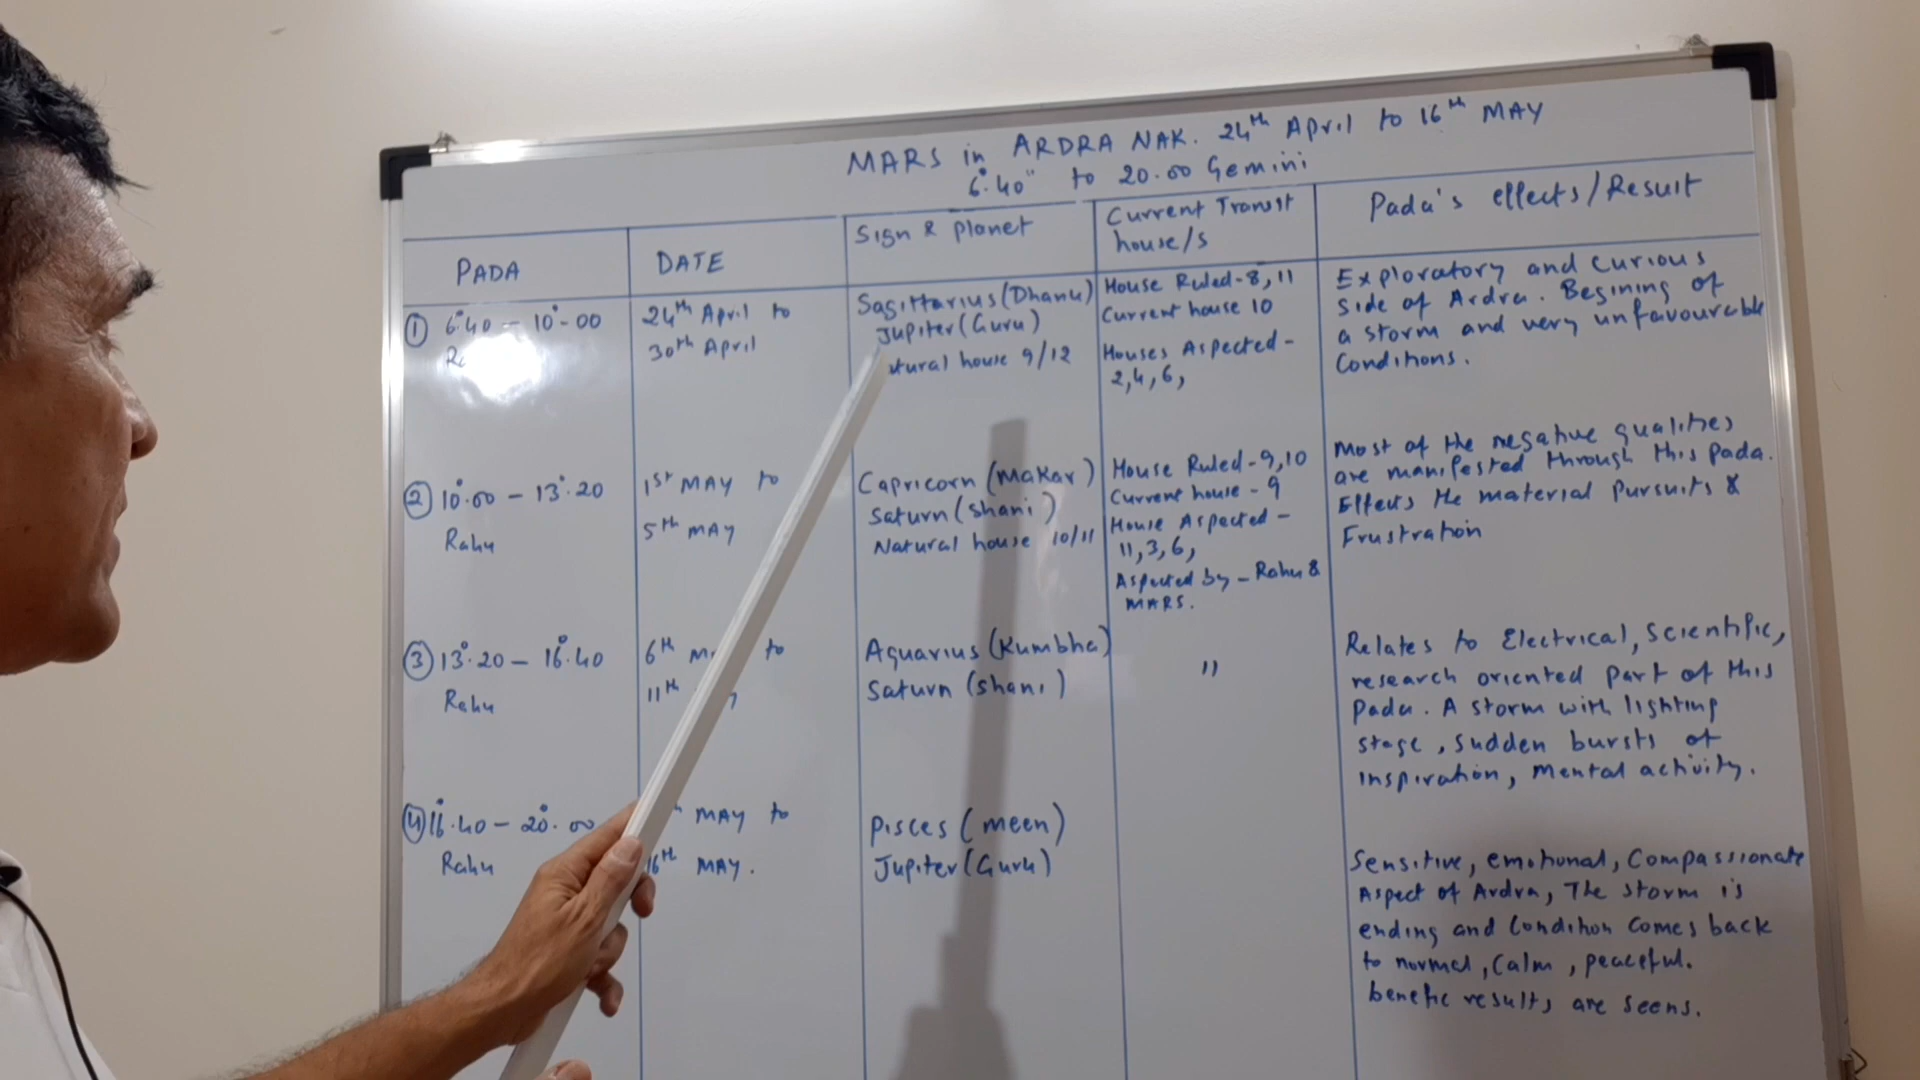 MARS in ARDRA NAK. 24th April to 16th MAY
6°.40" to 20.00 Gemini
PADA
DATE
Sign & planet
Current Transit
house/s
Pada's effects/Result
① 6°.40 - 10°-00
24th April to
30th April
Sagittarius (Dhanu)
Jupiter (Guru)
house 9/12
House Ruled - 8, 11
Current house 10
Houses Aspected -
2,4,6,
Exploratory and curious
side of Ardra. Begining of
a storm and very unfavourable
Conditions.
② 10°.00 - 13°.20
Rahu
1st MAY to
5th MAY
Capricorn (Makar)
Saturn (Shani)
Natural house 10/11
House Ruled - 9,10
Current house - 9
House Aspected -
11,3,6,
Aspected by - Rahu &
MARS.
Most of the negative qualities
are manifested through this pada.
Effects the material Pursuits &
Frustration
③ 13°.20 - 16°.40
Rahu
6th to
11th
Aquarius (Kumbha)
Saturn (Shani)
"
Relates to Electrical, Scientific,
research oriented part of this
Pada. A storm with lighting
stage, sudden bursts of
inspiration, mental activity.
④ 16°.40 - 20°.00
Rahu
MAY to
16th MAY.
Pisces (meen)
Jupiter (Guru)
Sensitive, emotional, Compassionate
Aspect of Ardra, The storm is
ending and Condition comes back
to normal, Calm, peaceful.
benefic results are seens.